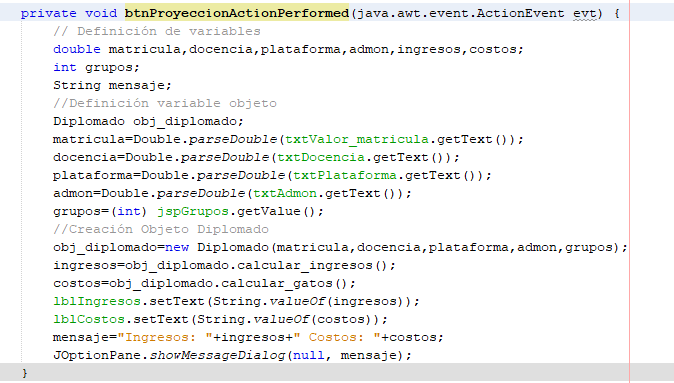 private void btnProyeccionActionPerformed(java.awt.event.ActionEvent evt) {
// Definición de variables
double matricula,docencia,plataforma,admon,ingresos,costos;
int grupos;
String mensaje;
//Definición variable objeto
Diplomado obj_diplomado;
matricula=Double.parseDouble(txtValor_matricula.getText());
docencia=Double.parseDouble(txtDocencia.getText());
plataforma=Double.parseDouble(txtPlataforma.getText());
admon=Double.parseDouble(txtAdmon.getText());
grupos=(int) jspGrupos.getValue();
//Creación Objeto Diplomado
obj_diplomado=new Diplomado(matricula,docencia,plataforma,admon,grupos);
ingresos=obj_diplomado.calcular_ingresos();
costos=obj_diplomado.calcular_gatos();
lblIngresos.setText(String.valueOf(ingresos));
lblCostos.setText(String.valueOf(costos));
mensaje="Ingresos: "+ingresos+" Costos: "+costos;
JOptionPane.showMessageDialog(null, mensaje);
}